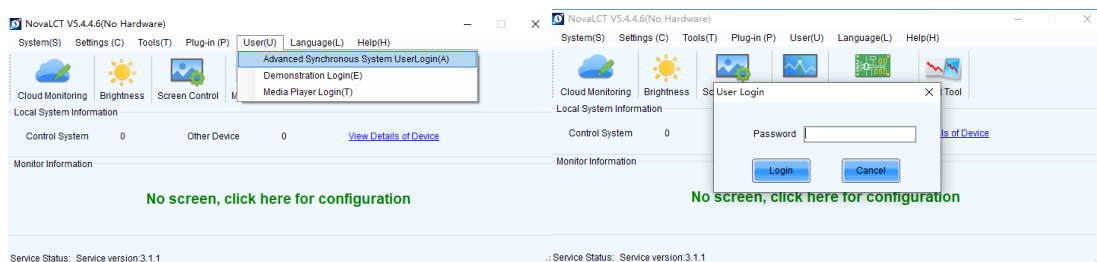 NovaLCT V5.4.4.6(No Hardware)
System(S) Settings (C) Tools(T) Plug-in (P) User(U) Language(L) Help(H)
Advanced Synchronous System UserLogin(A)
Demonstration Login(E)
Media Player Login(T)
Cloud Monitoring Brightness Screen Control
Local System Information
Control System 0 Other Device 0 View Details of Device
Monitor Information
No screen, click here for configuration
Service Status: Service version:3.1.1
NovaLCT V5.4.4.6(No Hardware)
System(S) Settings (C) Tools(T) Plug-in (P) User(U) Language(L) Help(H)
Cloud Monitoring Brightness Tool
User Login
Local System Information
Control System 0 of Device
Password
Login Cancel
Monitor Information
No screen, click here for configuration
Service Status: Service version:3.1.1